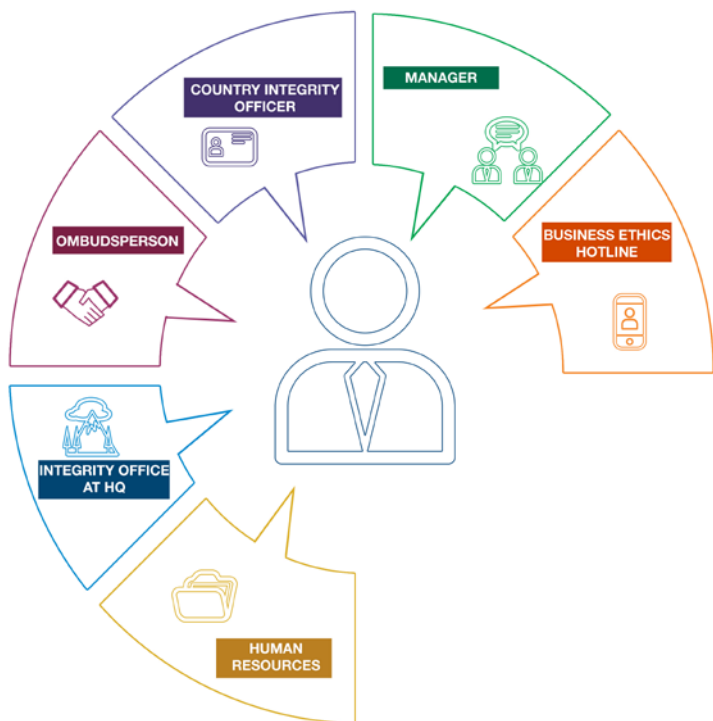 COUNTRY INTEGRITY
OFFICER
MANAGER
OMBUDSPERSON
BUSINESS ETHICS
HOTLINE
INTEGRITY OFFICE
AT HQ
HUMAN
RESOURCES